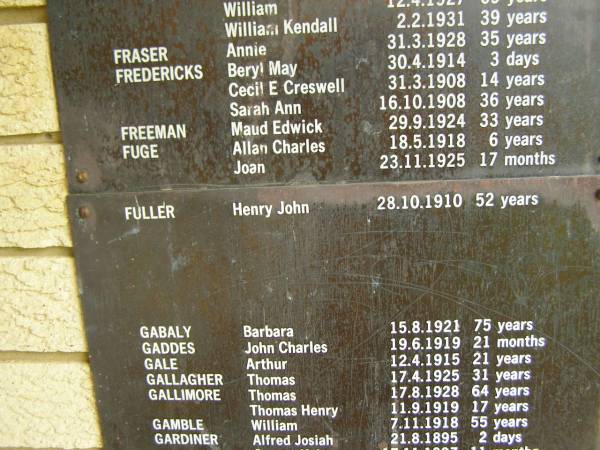 William 12.4.1927 years
William Kendall 2.2.1931 39 years
FRASER Annie 31.3.1928 35 years
FREDERICKS Beryl May 30.4.1914 3 days
Cecil E Creswell 31.3.1908 14 years
Sarah Ann 16.10.1908 36 years
FREEMAN Maud Edwick 29.9.1924 33 years
FUGE Allan Charles 18.5.1918 6 years
Joan 23.11.1925 17 months
FULLER Henry John 28.10.1910 52 years
GABALY Barbara 15.8.1921 75 years
GADDES John Charles 19.6.1919 21 months
GALE Arthur 12.4.1915 21 years
GALLAGHER Thomas 17.4.1925 31 years
GALLIMORE Thomas 17.8.1928 64 years
Thomas Henry 11.9.1919 17 years
GAMBLE William 7.11.1918 55 years
GARDINER Alfred Josiah 21.8.1895 2 days